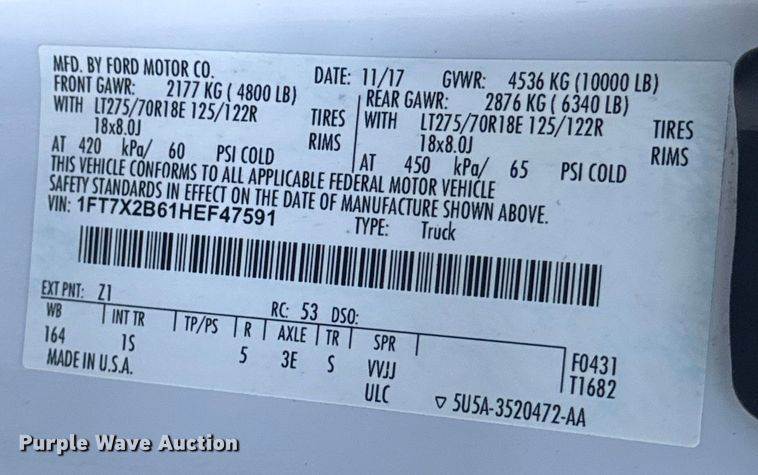 MFD. BY FORD MOTOR CO. DATE: 11/17 GVWR: 4536 KG (10000 LB)
FRONT GAWR: 2177 KG ( 4800 LB) REAR GAWR: 2876 KG ( 6340 LB)
WITH LT275/70R18E 125/122R TIRES WITH LT275/70R18E 125/122R TIRES
18x8.0J RIMS 18x8.0J RIMS
AT 420 kPa/ 60 PSI COLD AT 450 kPa/ 65 PSI COLD
THIS VEHICLE CONFORMS TO ALL APPLICABLE FEDERAL MOTOR VEHICLE
SAFETY STANDARDS IN EFFECT ON THE DATE OF MANUFACTURE SHOWN ABOVE.
VIN: 1FT7X2B61HEF47591 TYPE: Truck
EXT PNT: Z1 RC: 53 DSO:
WB INT TR TP/PS R AXLE TR SPR
164 1S 5 3E S VVJJ F0431
MADE IN U.S.A. ULC T1682
▽ 5U5A-3520472-AA
Purple Wave Auction